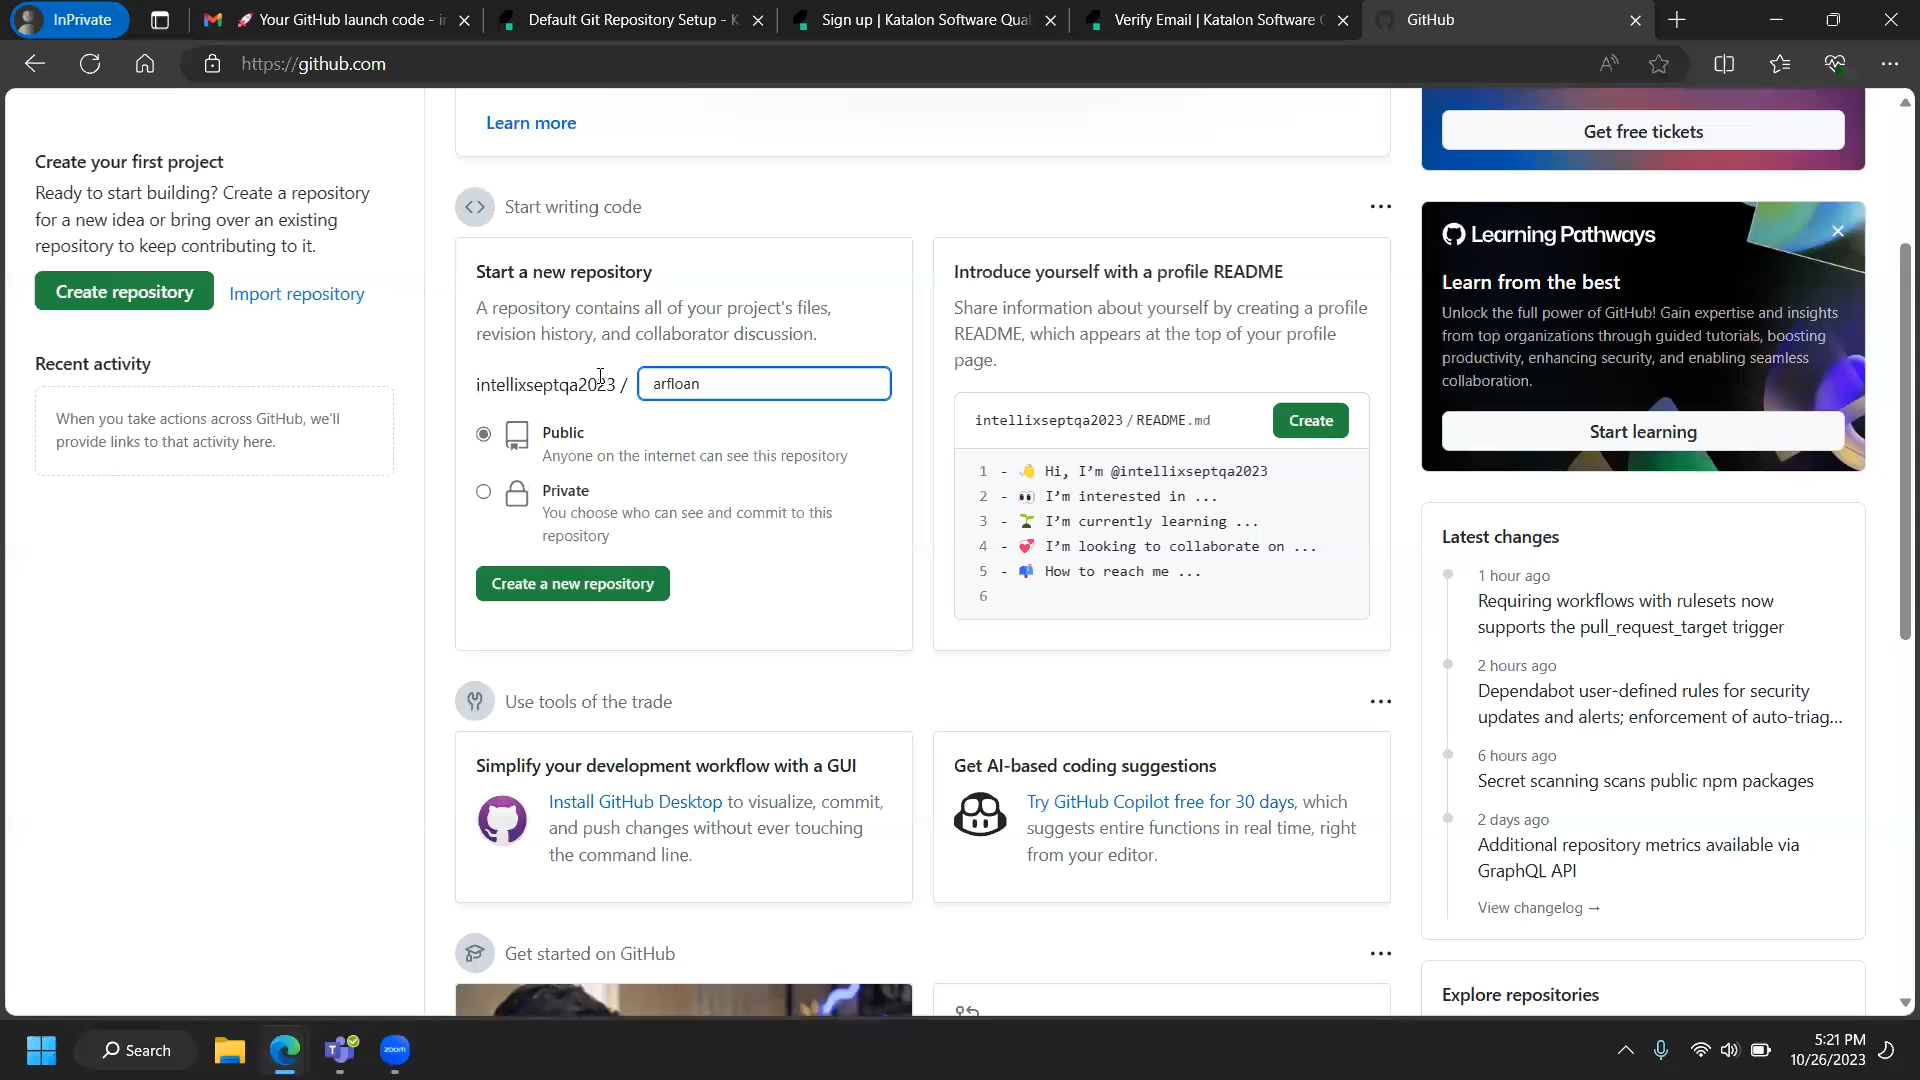 InPrivate
🚀 Your GitHub launch code - i
Default Git Repository Setup - K
Sign up | Katalon Software Qual
Verify Email | Katalon Software
GitHub
https://github.com
Create your first project
Ready to start building? Create a repository
for a new idea or bring over an existing
repository to keep contributing to it.
Create repository
Import repository
Recent activity
When you take actions across GitHub, we'll
provide links to that activity here.
Learn more
Start writing code
Start a new repository
A repository contains all of your project's files,
revision history, and collaborator discussion.
intellixseptqa2023 / arfloan
Public
Anyone on the internet can see this repository
Private
You choose who can see and commit to this
repository
Create a new repository
Introduce yourself with a profile README
Share information about yourself by creating a profile
README, which appears at the top of your profile
page.
intellixseptqa2023 / README.md
Create
1 - 👋 Hi, I'm @intellixseptqa2023
2 - 👀 I'm interested in ...
3 - 🌱 I'm currently learning ...
4 - 💞️ I'm looking to collaborate on ...
5 - 📫 How to reach me ...
6
Use tools of the trade
Simplify your development workflow with a GUI
Install GitHub Desktop to visualize, commit,
and push changes without ever touching
the command line.
Get AI-based coding suggestions
Try GitHub Copilot free for 30 days, which
suggests entire functions in real time, right
from your editor.
Get started on GitHub
Get free tickets
Learning Pathways
Learn from the best
Unlock the full power of GitHub! Gain expertise and insights
from top organizations through guided tutorials, boosting
productivity, enhancing security, and enabling seamless
collaboration.
Start learning
Latest changes
1 hour ago
Requiring workflows with rulesets now
supports the pull_request_target trigger
2 hours ago
Dependabot user-defined rules for security
updates and alerts; enforcement of auto-triag...
6 hours ago
Secret scanning scans public npm packages
2 days ago
Additional repository metrics available via
GraphQL API
View changelog →
Explore repositories
Search
zoom
5:21 PM
10/26/2023